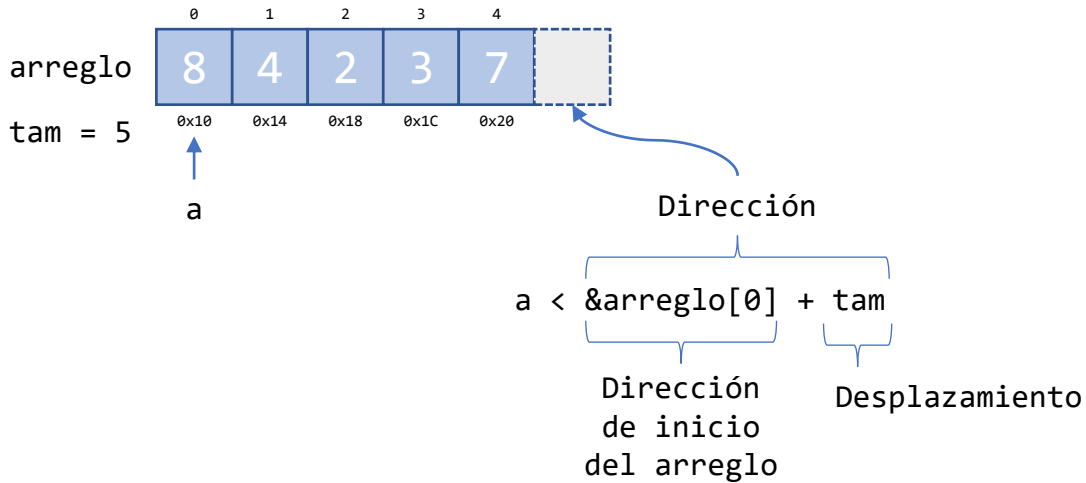 0 1 2 3 4
arreglo 8 4 2 3 7
tam = 5 0x10 0x14 0x18 0x1C 0x20
a
Dirección
a < &arreglo[0] + tam
Dirección
de inicio
del arreglo
Desplazamiento